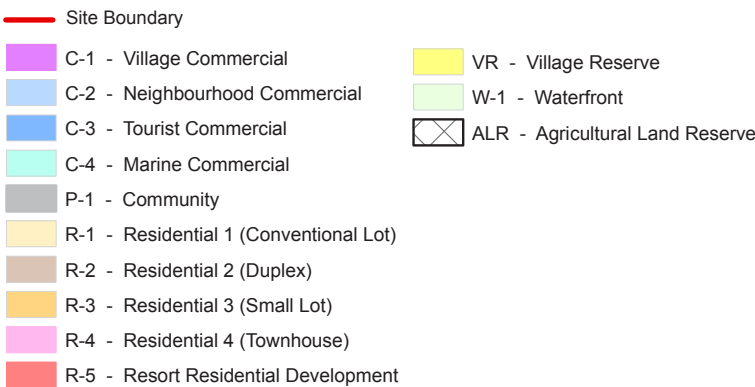 Site Boundary
C-1 - Village Commercial
C-2 - Neighbourhood Commercial
C-3 - Tourist Commercial
C-4 - Marine Commercial
P-1 - Community
R-1 - Residential 1 (Conventional Lot)
R-2 - Residential 2 (Duplex)
R-3 - Residential 3 (Small Lot)
R-4 - Residential 4 (Townhouse)
R-5 - Resort Residential Development
VR - Village Reserve
W-1 - Waterfront
ALR - Agricultural Land Reserve